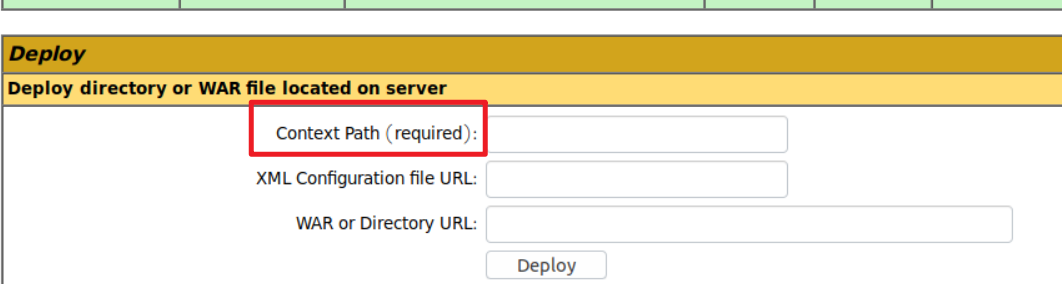 Deploy
Deploy directory or WAR file located on server
Context Path (required):
XML Configuration file URL:
WAR or Directory URL:
Deploy